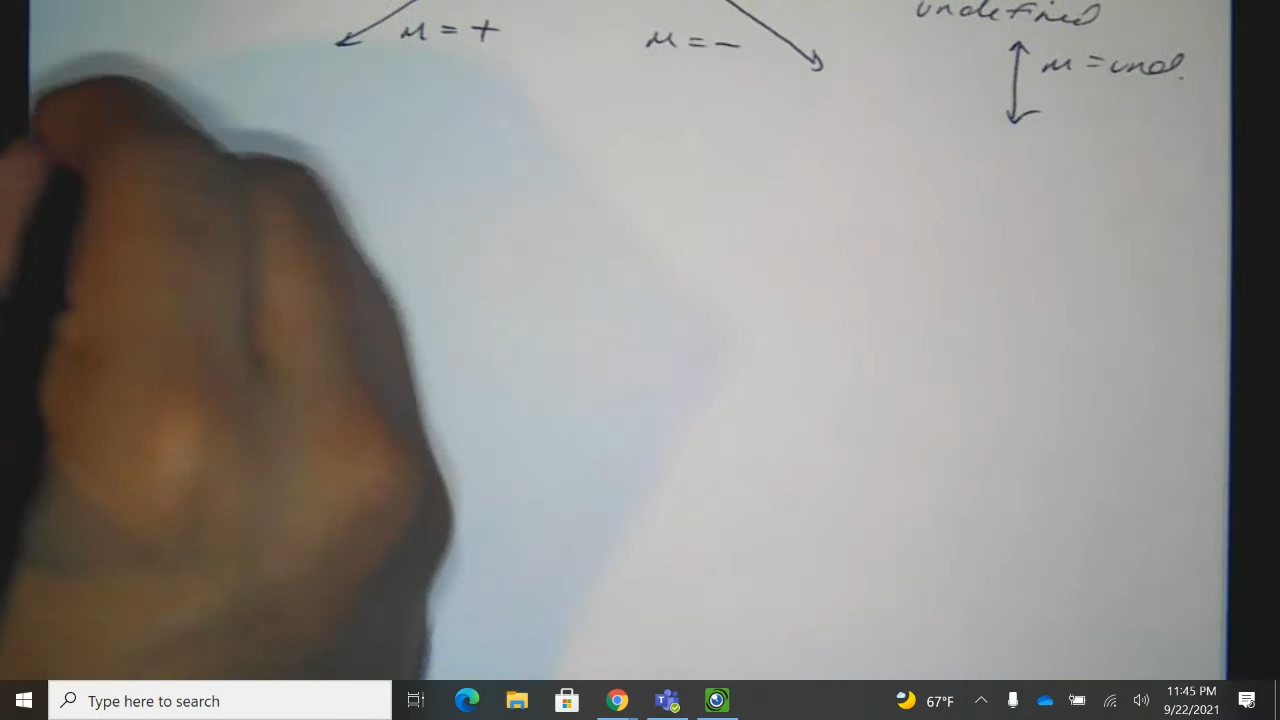 undefined
m = +
m = -
m = und.
Type here to search
67°F
11:45 PM
9/22/2021